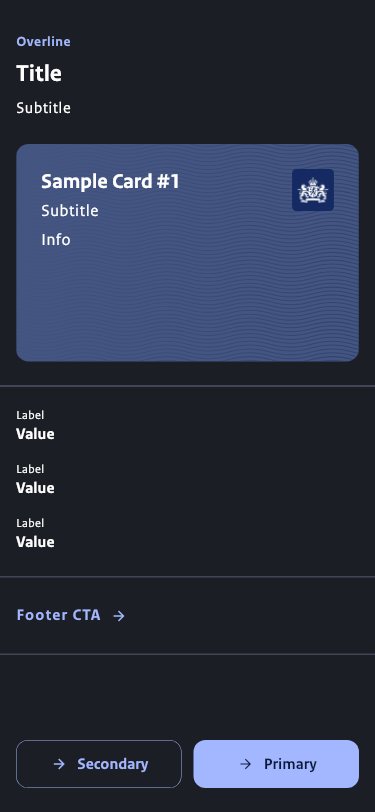 Overline
Title
Subtitle
Sample Card #1
Subtitle
Info
Label
Value
Label
Value
Label
Value
Footer CTA
Secondary
Primary